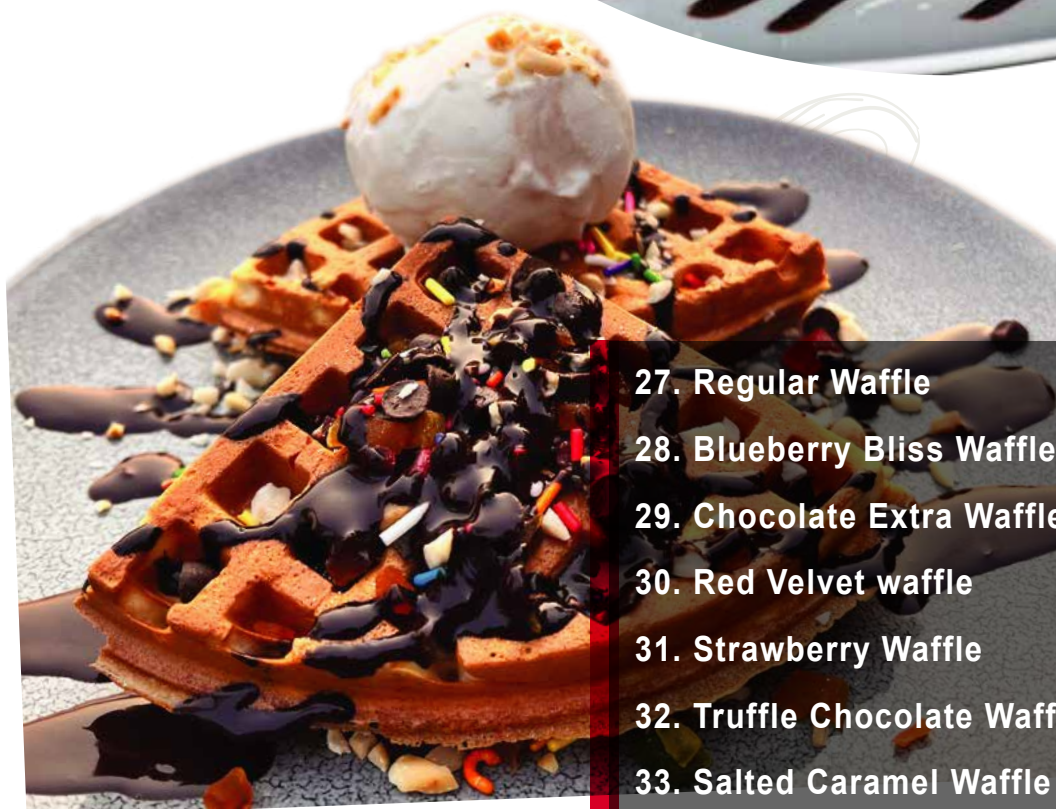 27. Regular Waffle
28. Blueberry Bliss Waffle
29. Chocolate Extra Waffle
30. Red Velvet waffle
31. Strawberry Waffle
32. Truffle Chocolate Waff
33. Salted Caramel Waffle